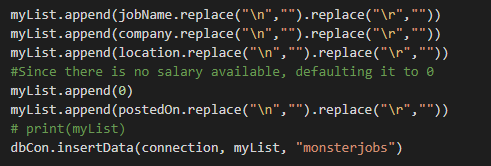 myList.append(jobName.replace("\n","").replace("\r",""))
myList.append(company.replace("\n","").replace("\r",""))
myList.append(location.replace("\n","").replace("\r",""))
#Since there is no salary available, defaulting it to 0
myList.append(0)
myList.append(postedOn.replace("\n","").replace("\r",""))
# print(myList)
dbCon.insertData(connection, myList, "monsterjobs")